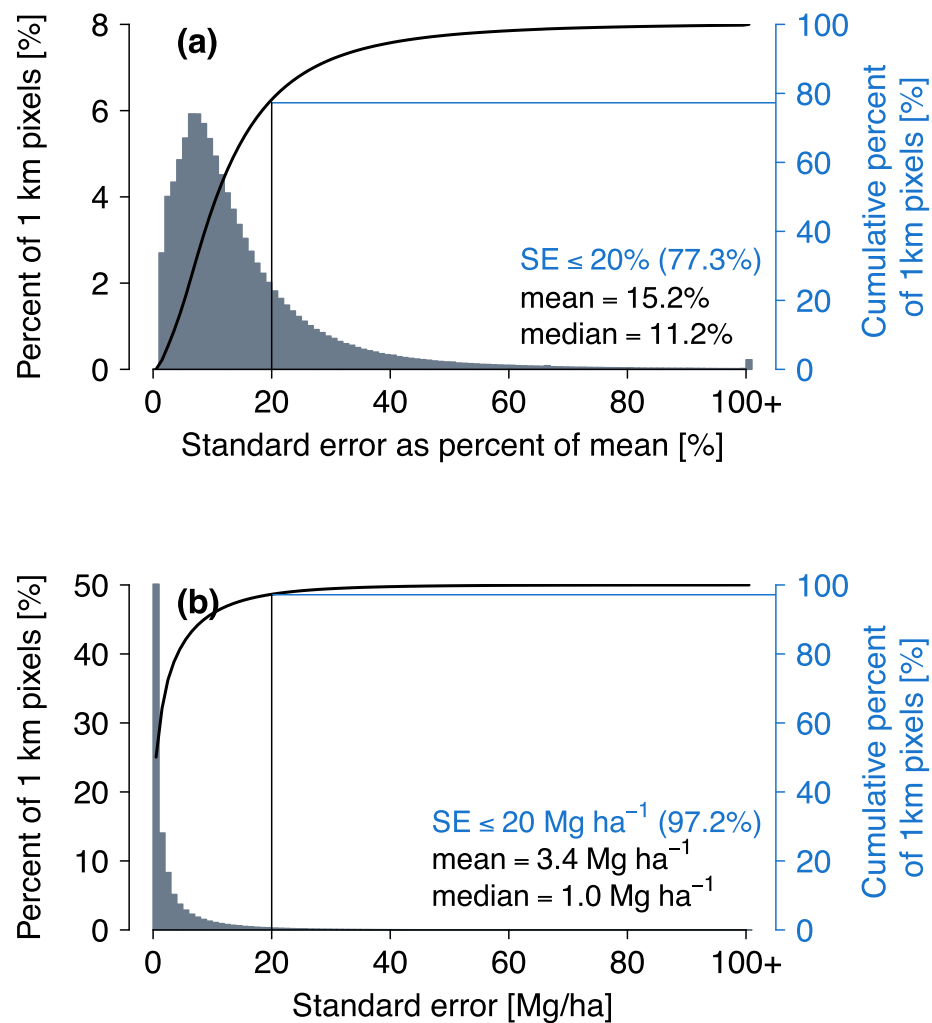 (a)
Percent of 1 km pixels [%]
8
6
4
2
0
100
80
60
40
20
0
Cumulative percent
of 1km pixels [%]
SE ≤ 20% (77.3%)
mean = 15.2%
median = 11.2%
0 20 40 60 80 100+
Standard error as percent of mean [%]
(b)
Percent of 1 km pixels [%]
50
40
30
20
10
0
100
80
60
40
20
0
Cumulative percent
of 1km pixels [%]
SE ≤ 20 Mg ha⁻¹ (97.2%)
mean = 3.4 Mg ha⁻¹
median = 1.0 Mg ha⁻¹
0 20 40 60 80 100+
Standard error [Mg/ha]